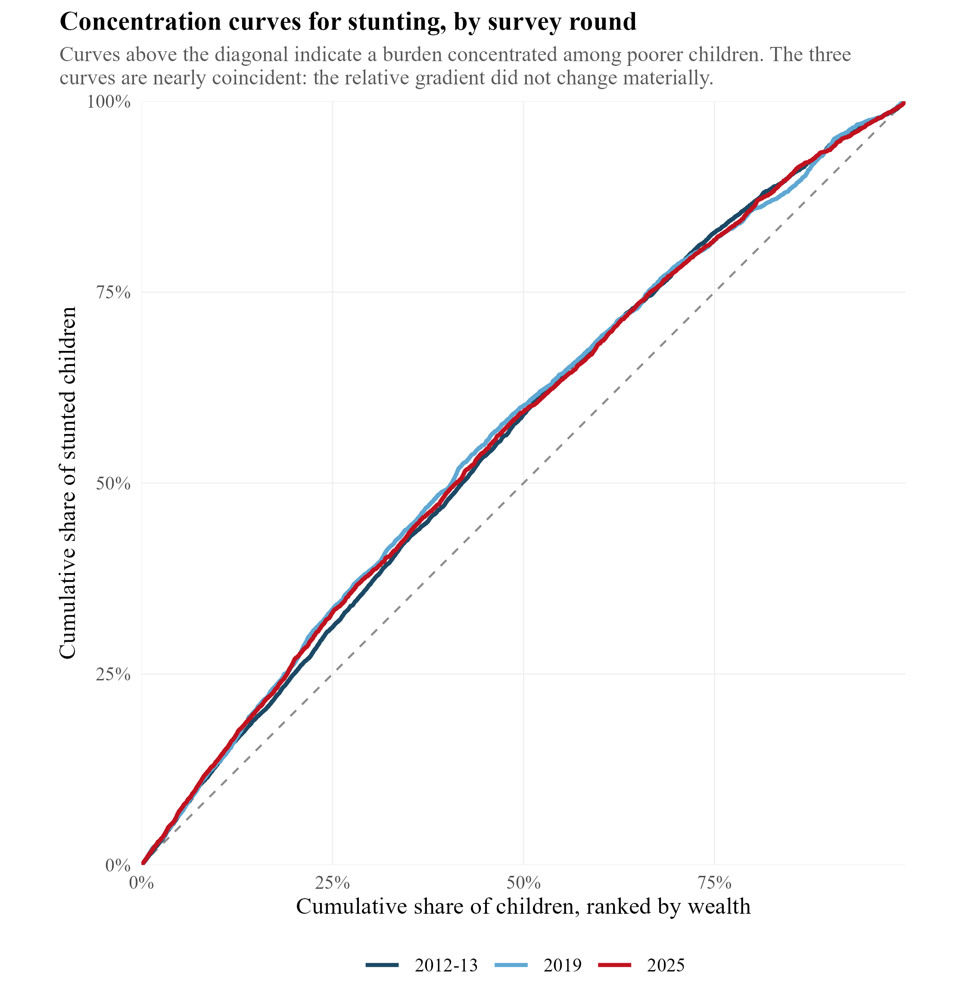 Concentration curves for stunting, by survey round
Curves above the diagonal indicate a burden concentrated among poorer children. The three
curves are nearly coincident: the relative gradient did not change materially.
100%
75%
50%
25%
0%
Cumulative share of stunted children
0% 25% 50% 75%
Cumulative share of children, ranked by wealth
2012-13 2019 2025